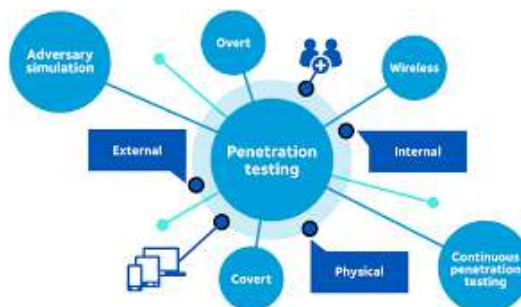 Adversary
simulation
Overt
Wireless
External
Penetration
testing
Internal
Covert
Physical
Continuous
penetration
testing